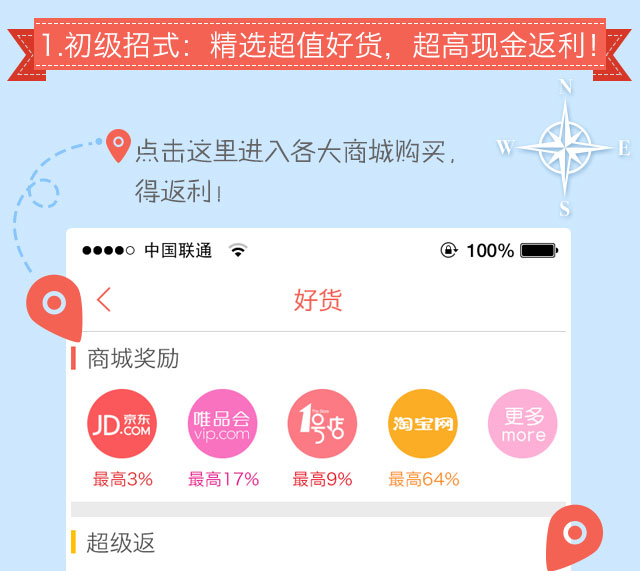 1.初级招式：精选超值好货，超高现金返利！
N
W E
S
点击这里进入各大商城购买，
得返利！
中国联通 100%
好货
商城奖励
JD.京东 .COM
唯品会
vip.com
The Store
1号店
淘宝网
更多
more
最高3% 最高17% 最高9% 最高64%
超级返